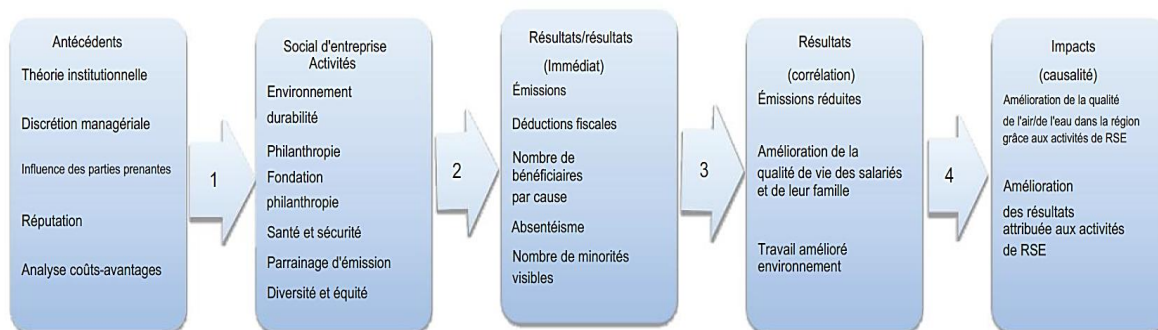 Antécédents
Théorie institutionnelle
Discrétion managériale
Influence des parties prenantes
Réputation
Analyse coûts-avantages
1
Social d'entreprise
Activités
Environnement
durabilité
Philanthropie
Fondation
philanthropie
Santé et sécurité
Parrainage d'émission
Diversité et équité
2
Résultats/résultats
(Immédiat)
Émissions
Déductions fiscales
Nombre de
bénéficiaires
par cause
Absentéisme
Nombre de minorités
visibles
3
Résultats
(corrélation)
Émissions réduites
Amélioration de la
qualité de vie des salariés
et de leur famille
Travail amélioré
environnement
4
Impacts
(causalité)
Amélioration de la qualité
de l'air/de l'eau dans la région
grâce aux activités de RSE
Amélioration
des résultats
attribuée aux activités
de RSE